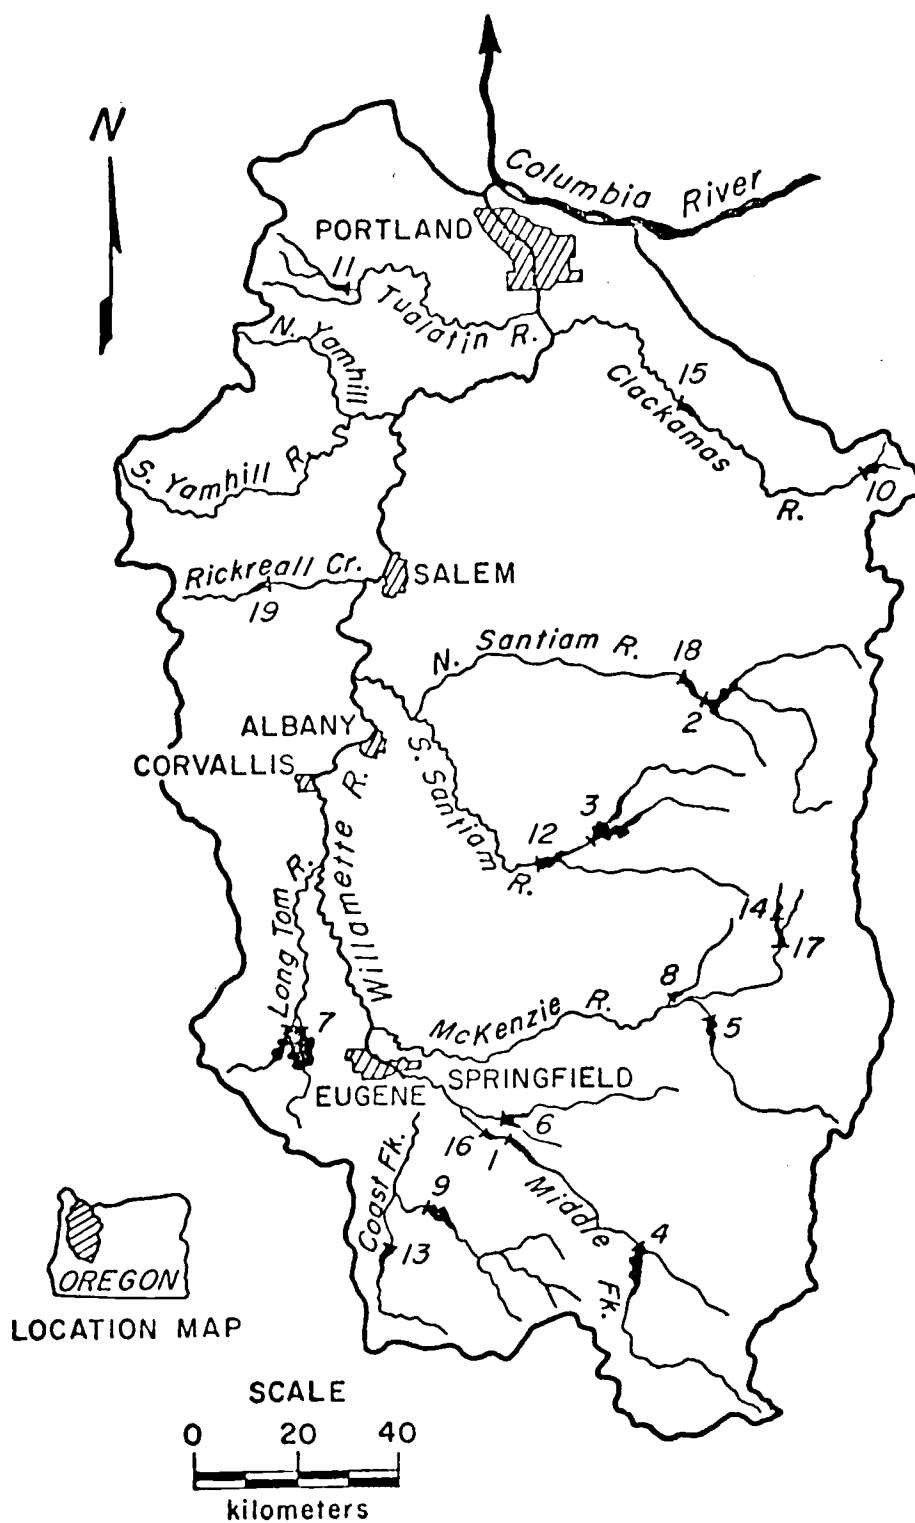 N
Columbia River
PORTLAND
11
Tualatin R.
N. Yamhill
15
Clackamas R.
S. Yamhill R.
10
Rickreall Cr.
SALEM
19
N. Santiam R.
18
2
ALBANY
S. Santiam R.
CORVALLIS
Willamette R.
3
12
Long Tom R.
14
17
8
McKenzie R.
5
7
SPRINGFIELD
EUGENE
6
16
1
Coast Fk.
9
Middle Fk.
4
13
OREGON
LOCATION MAP
SCALE
0 20 40
kilometers